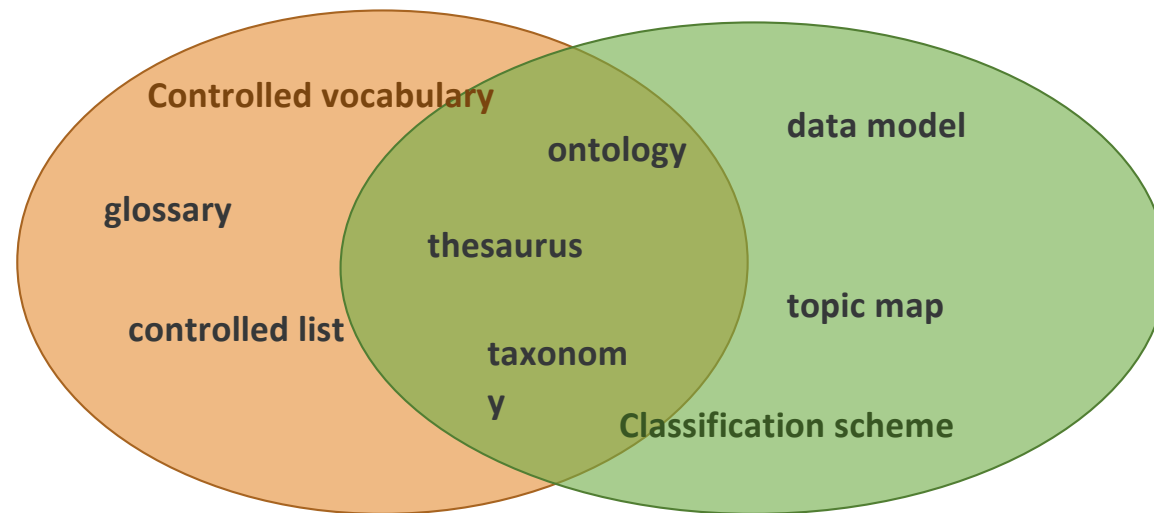 Controlled vocabulary
glossary
controlled list
ontology
thesaurus
taxonom
y
data model
topic map
Classification scheme